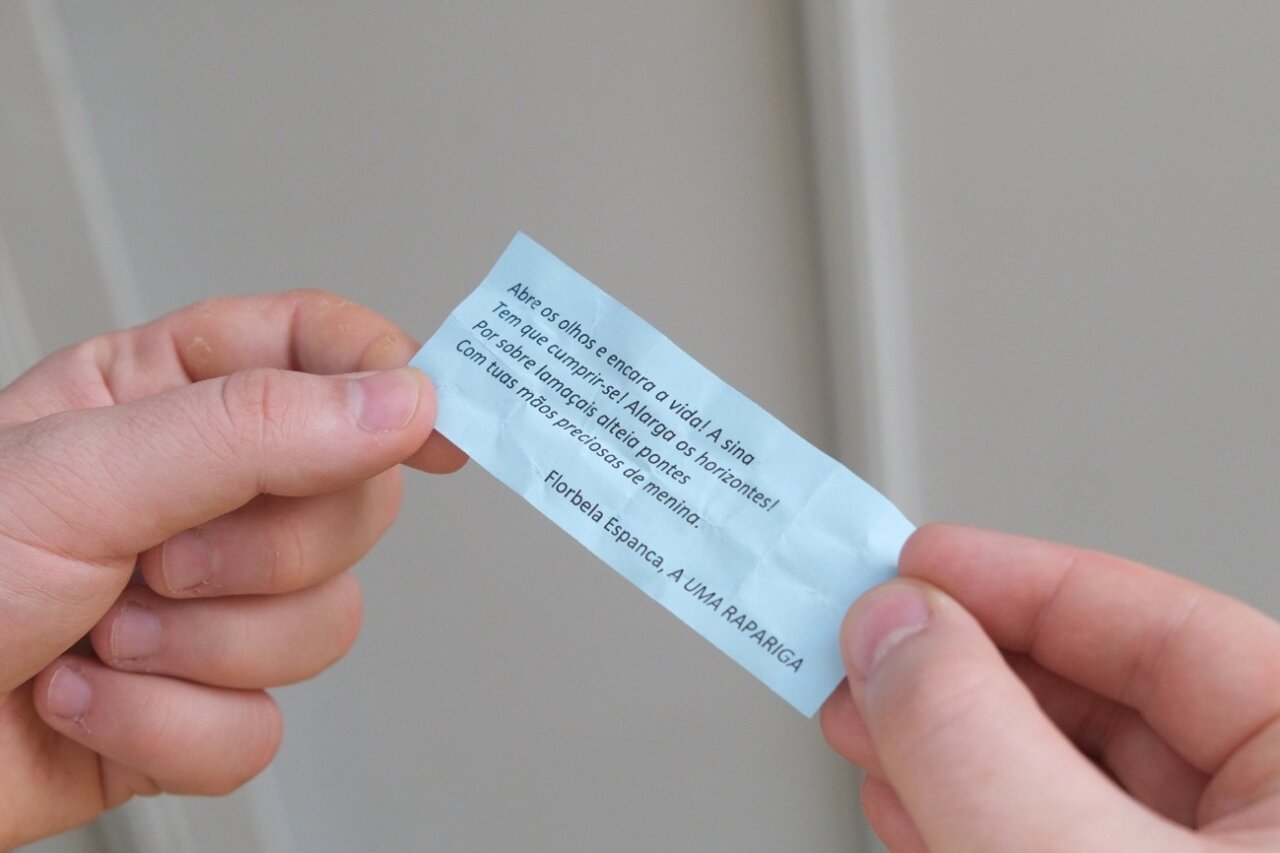 Abre os olhos e encara a vida! A sina
Tem que cumprir-se! Alarga os horizontes!
Por sobre lamaçais alteia pontes
Com tuas mãos preciosas de menina.
Florbela Espanca, A UMA RAPARIGA